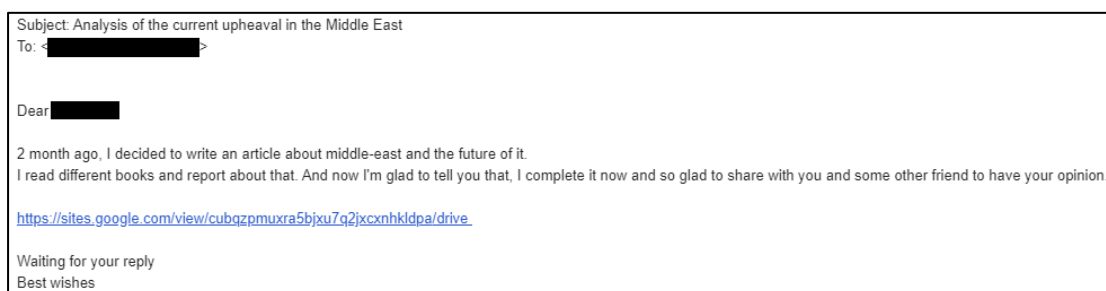 Subject: Analysis of the current upheaval in the Middle East
To: < >
Dear
2 month ago, I decided to write an article about middle-east and the future of it.
I read different books and report about that. And now I'm glad to tell you that, I complete it now and so glad to share with you and some other friend to have your opinion.
https://sites.google.com/view/cubqzpmuxra5bjxu7q2jxcxnhkldpa/drive
Waiting for your reply
Best wishes